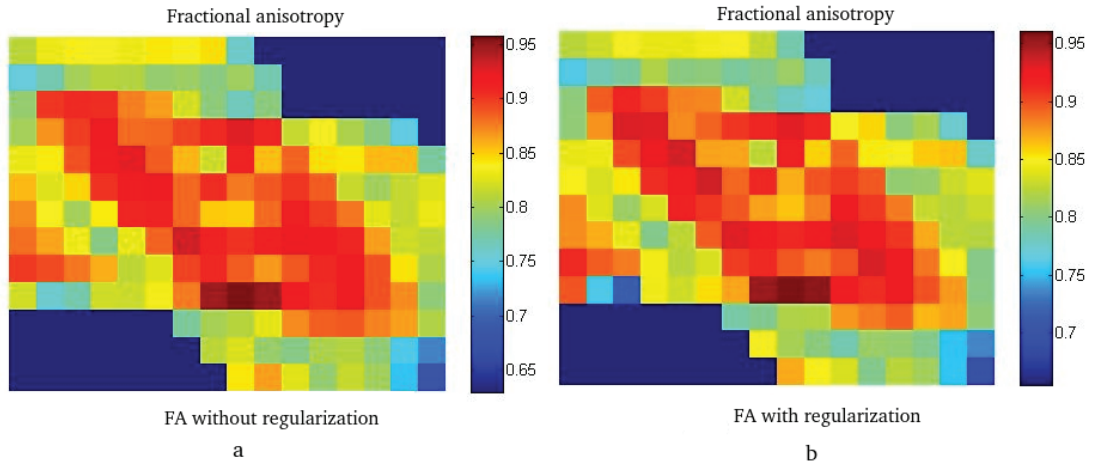 Fractional anisotropy
0.95
0.9
0.85
0.8
0.75
0.7
0.65
FA without regularization
a
Fractional anisotropy
0.95
0.9
0.85
0.8
0.75
0.7
FA with regularization
b